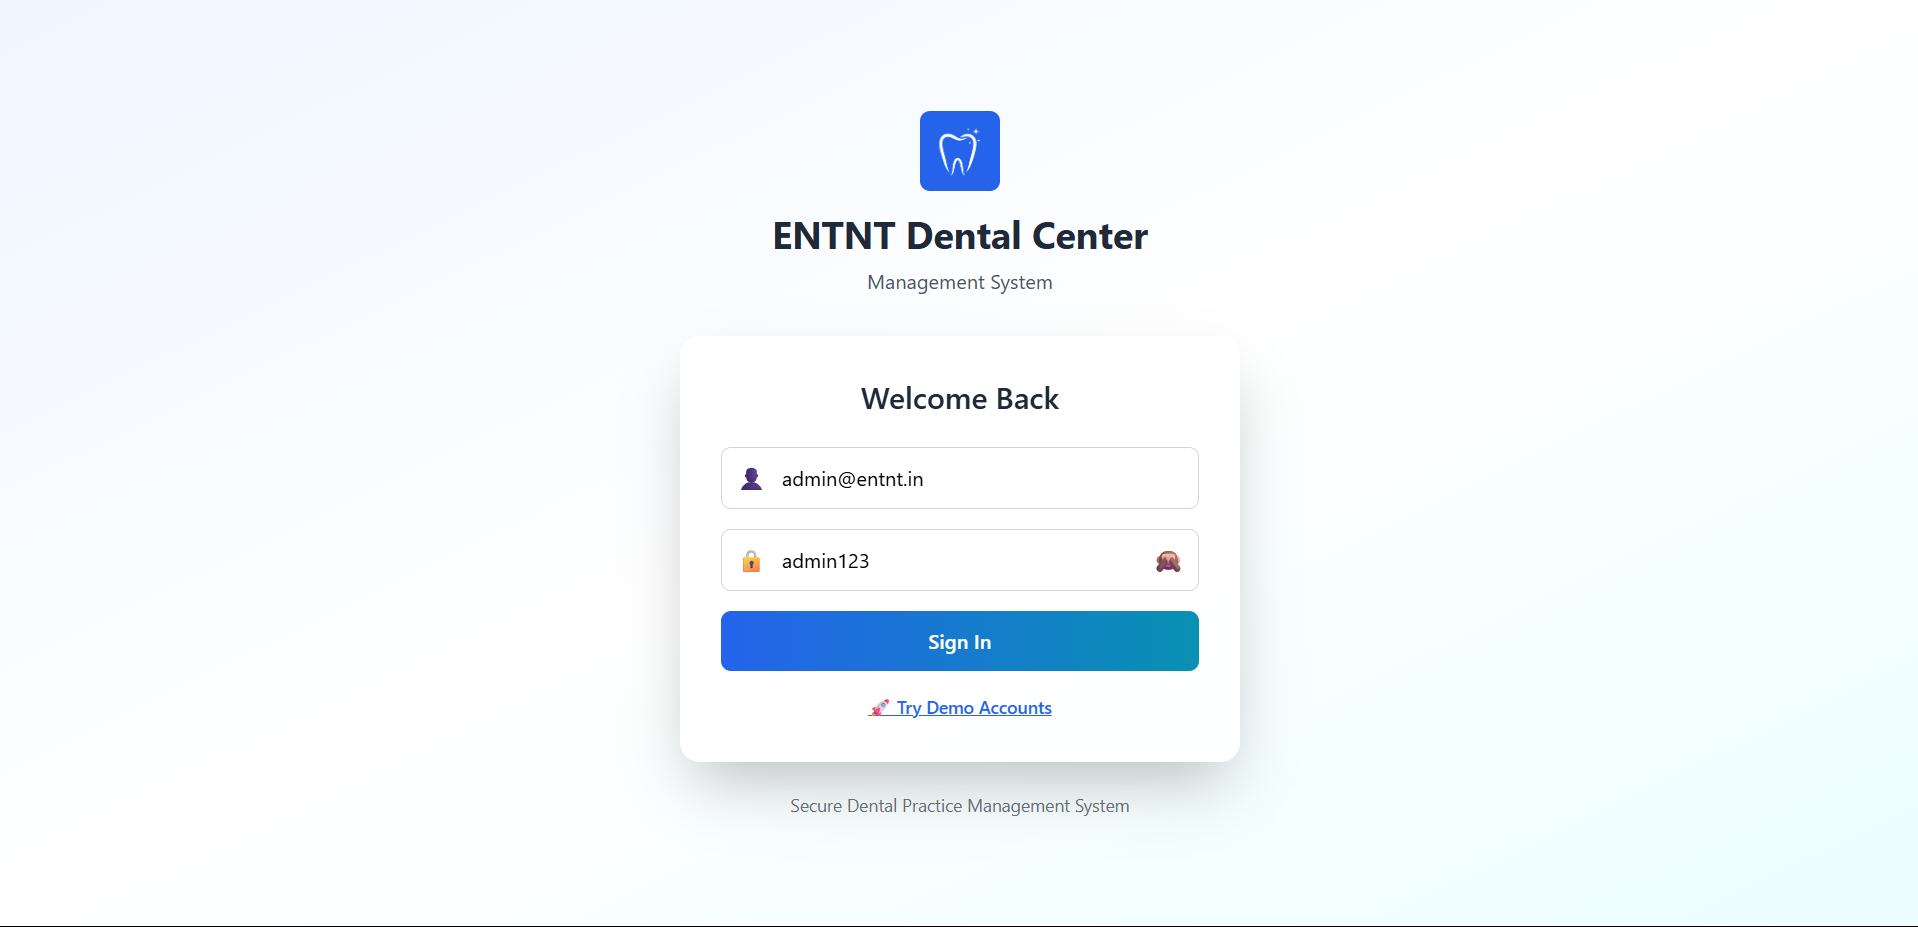 ENTNT Dental Center
Management System
Welcome Back
admin@entnt.in
admin123
Sign In
🚀 Try Demo Accounts
Secure Dental Practice Management System